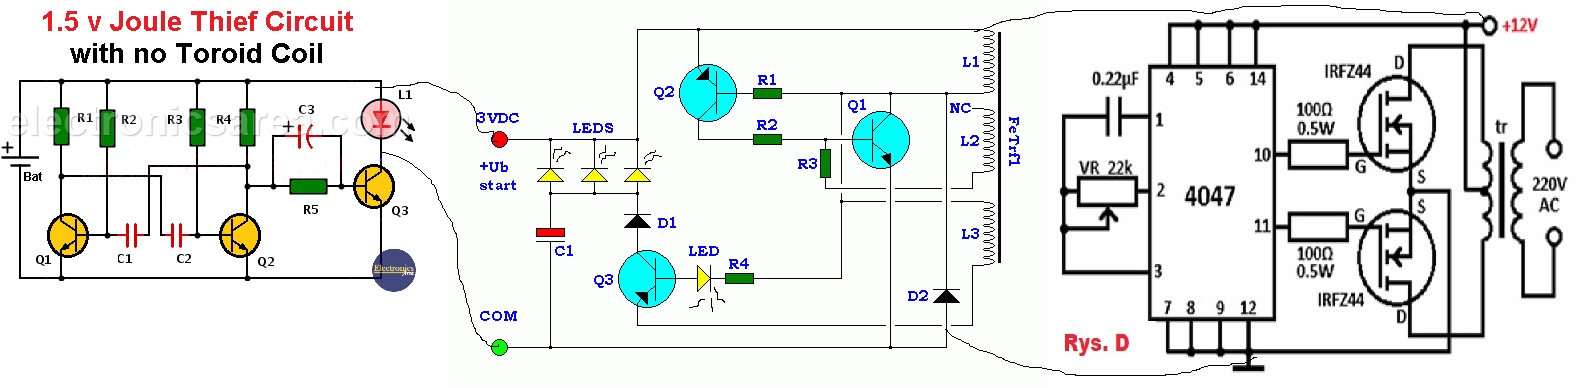 1.5 v Joule Thief Circuit
with no Toroid Coil
electronicsarea.com
+
Bat
R1
R2
R3
R4
C3
+
L1
R5
Q3
Q1
C1
C2
Q2
Electronics
Area
3VDC
+Ub
start
COM
LEDS
C1
D1
Q3
LED
R4
Q2
R1
R2
R3
Q1
D2
L1
NC
L2
L3
FeTrf1
+12V
4
5
6
14
0.22µF
1
VR 22k
2
3
4047
10
11
7
8
9
12
100Ω
0.5W
100Ω
0.5W
IRFZ44
D
G
S
S
G
IRFZ44
D
tr
220V
AC
Rys. D